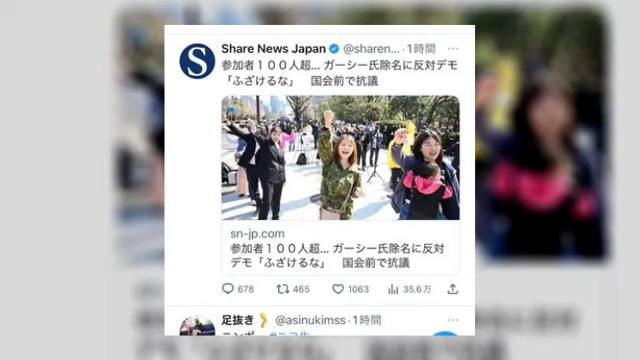 Share News Japan @sharen... ・1時間 ...
参加者１００人超... ガーシー氏除名に反対デモ
「ふざけるな」　国会前で抗議
sn-jp.com
参加者１００人超... ガーシー氏除名に反対
デモ「ふざけるな」　国会前で抗議
678 465 1063 35.6万
足抜き @asinukimss・1時間 ...